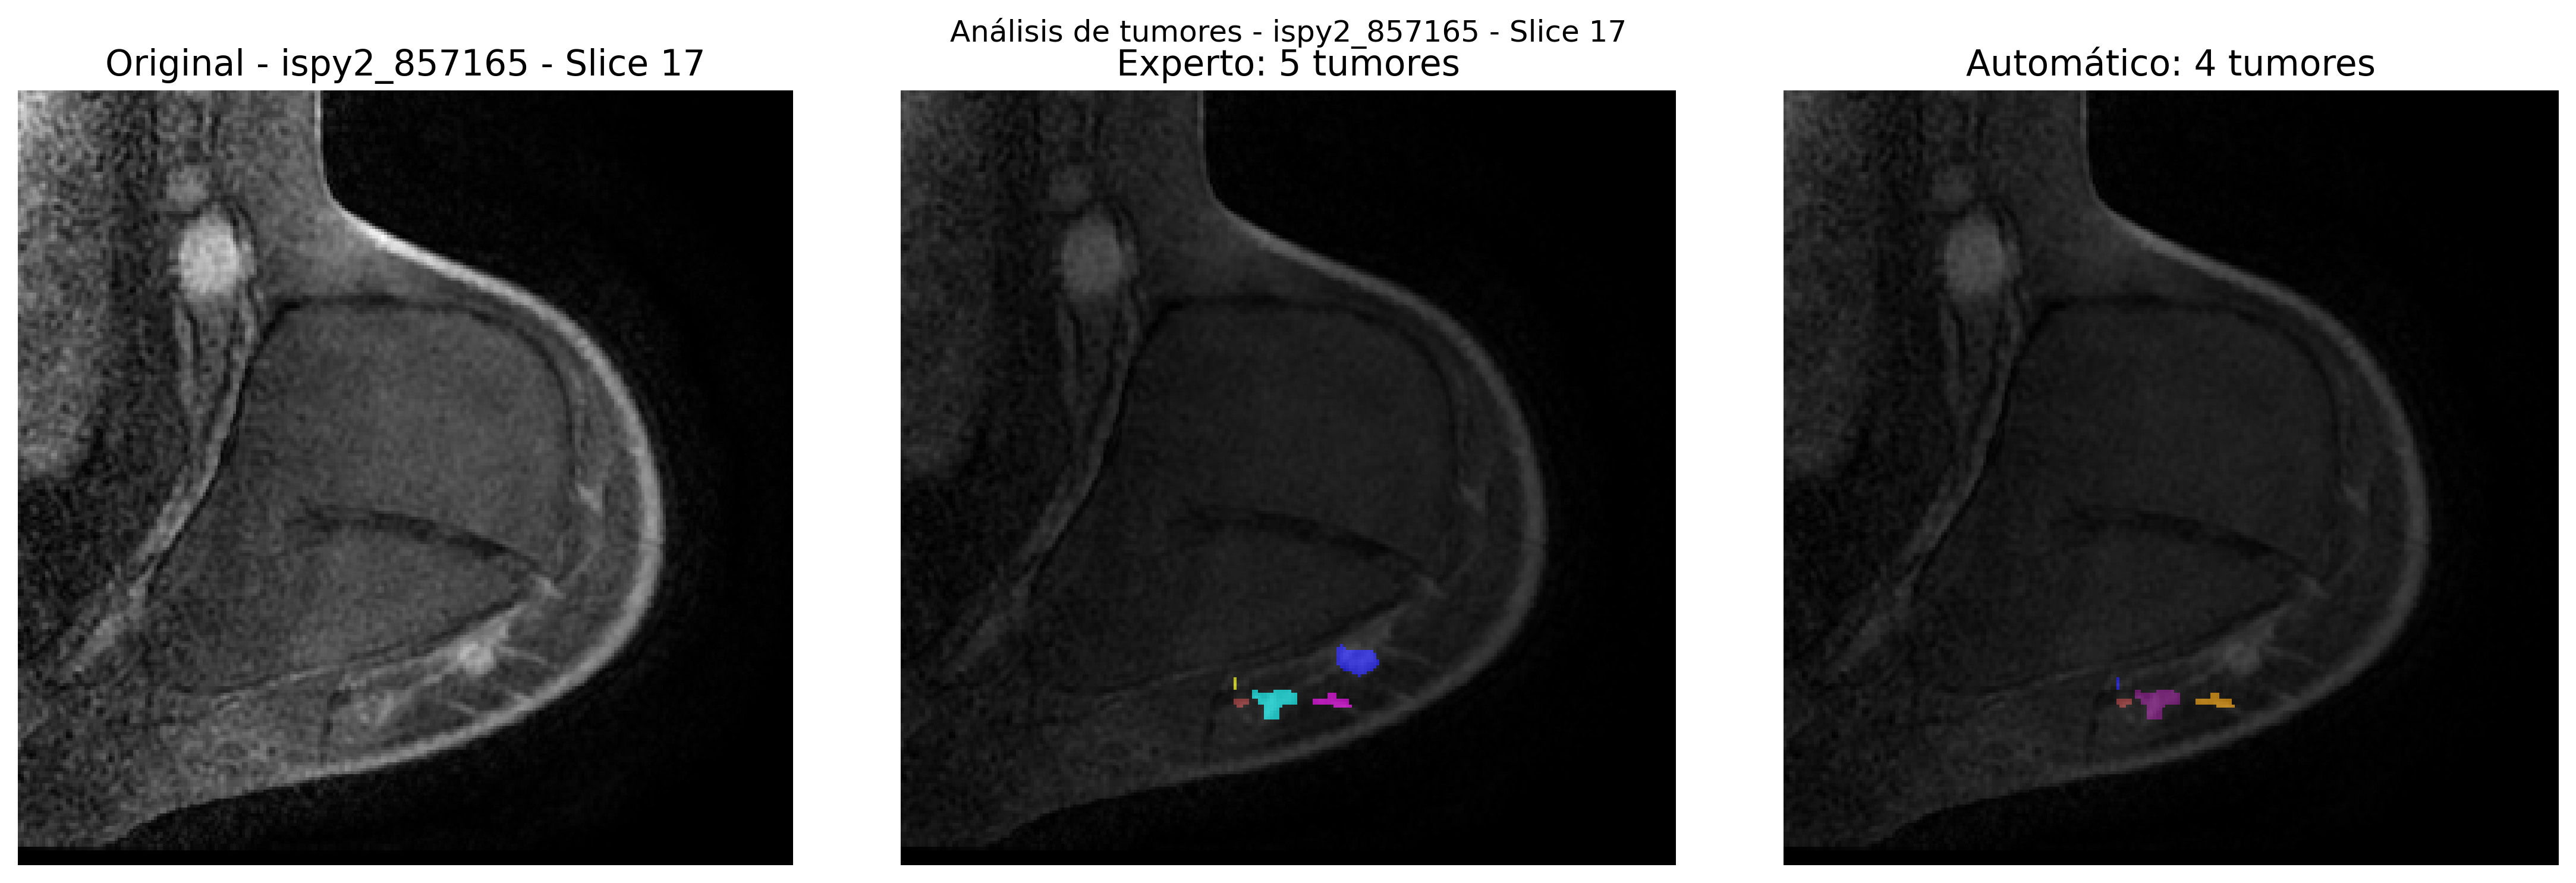 Análisis de tumores - ispy2_857165 - Slice 17
Original - ispy2_857165 - Slice 17
Experto: 5 tumores
Automático: 4 tumores